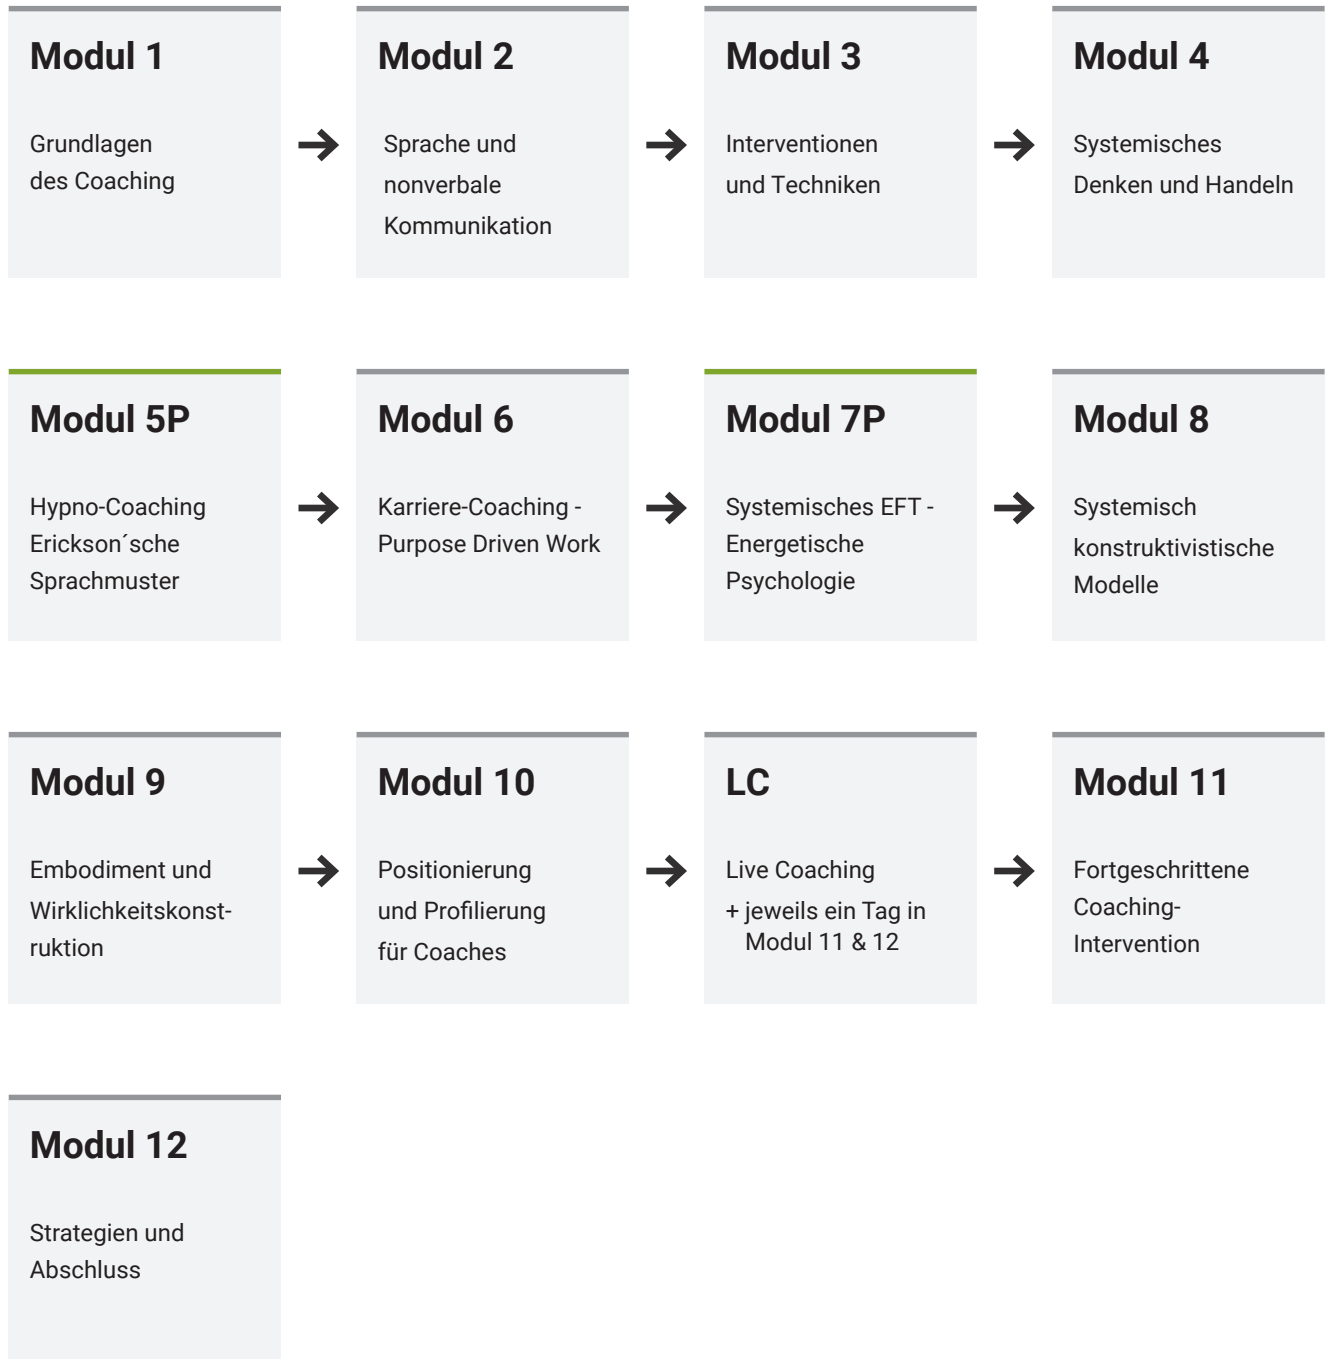 Modul 1
Grundlagen
des Coaching
Modul 2
Sprache und
nonverbale
Kommunikation
Modul 3
Interventionen
und Techniken
Modul 4
Systemisches
Denken und Handeln
Modul 5P
Hypno-Coaching
Erickson´sche
Sprachmuster
Modul 6
Karriere-Coaching -
Purpose Driven Work
Modul 7P
Systemisches EFT -
Energetische
Psychologie
Modul 8
Systemisch
konstruktivistische
Modelle
Modul 9
Embodiment und
Wirklichkeitskonst-
ruktion
Modul 10
Positionierung
und Profilierung
für Coaches
LC
Live Coaching
+ jeweils ein Tag in
Modul 11 & 12
Modul 11
Fortgeschrittene
Coaching-
Intervention
Modul 12
Strategien und
Abschluss